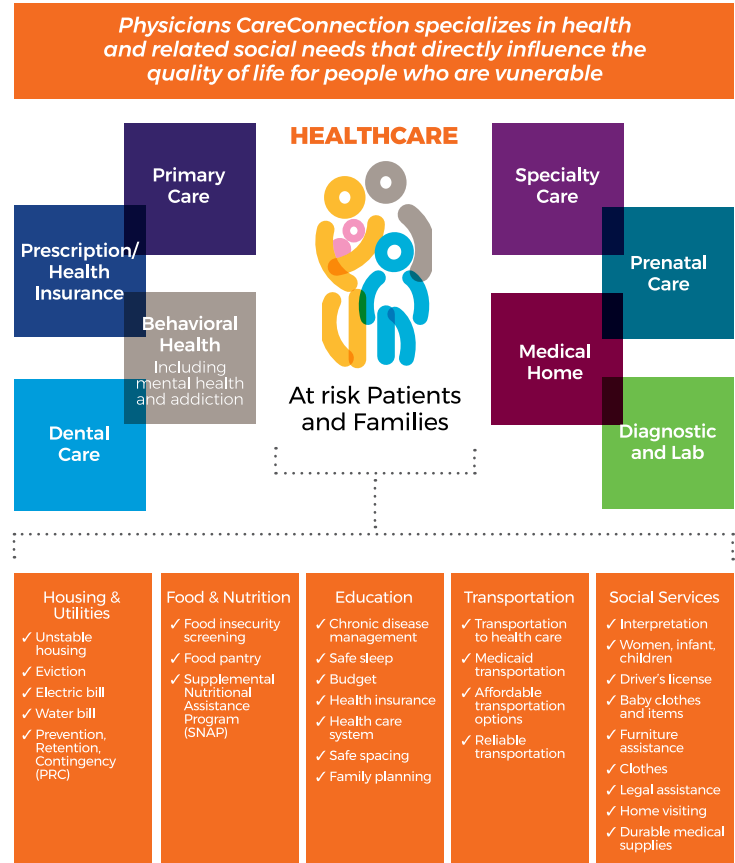 Physicians CareConnection specializes in health
and related social needs that directly influence the
quality of life for people who are vunerable
HEALTHCARE
Primary
Care
Prescription/
Health
Insurance
Behavioral
Health
Including
mental health
and addiction
Dental
Care
At risk Patients
and Families
Specialty
Care
Prenatal
Care
Medical
Home
Diagnostic
and Lab
Housing &
Utilities
✓ Unstable
housing
✓ Eviction
✓ Electric bill
✓ Water bill
✓ Prevention,
Retention,
Contingency
(PRC)
Food & Nutrition
✓ Food insecurity
screening
✓ Food pantry
✓ Supplemental
Nutritional
Assistance
Program
(SNAP)
Education
✓ Chronic disease
management
✓ Safe sleep
✓ Budget
✓ Health insurance
✓ Health care
system
✓ Safe spacing
✓ Family planning
Transportation
✓ Transportation
to health care
✓ Medicaid
transportation
✓ Affordable
transportation
options
✓ Reliable
transportation
Social Services
✓ Interpretation
✓ Women, infant,
children
✓ Driver's license
✓ Baby clothes
and items
✓ Furniture
assistance
✓ Clothes
✓ Legal assistance
✓ Home visiting
✓ Durable medical
supplies